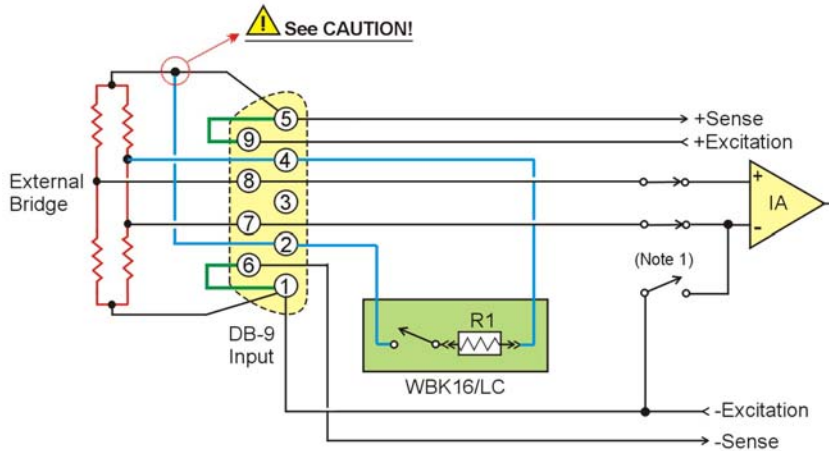 ! See CAUTION!
5
+Sense
9
+Excitation
4
External
Bridge
8
+
IA
3
7
-
2
(Note 1)
6
1
R1
DB-9
Input
WBK16/LC
-Excitation
-Sense